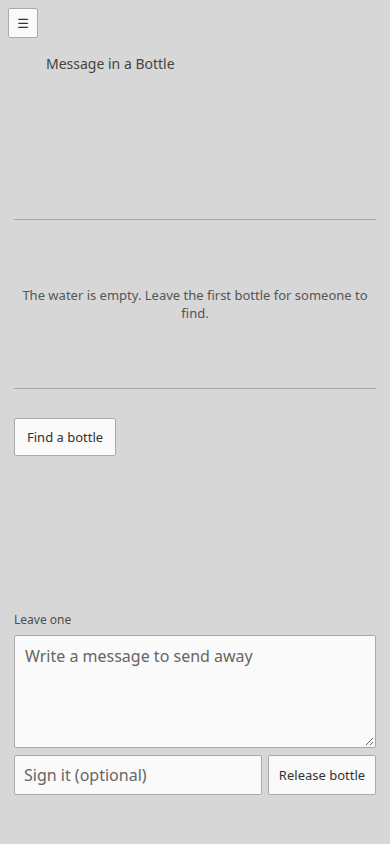 ☰
Message in a Bottle
The water is empty. Leave the first bottle for someone to
find.
Find a bottle
Leave one
Write a message to send away
Sign it (optional)
Release bottle